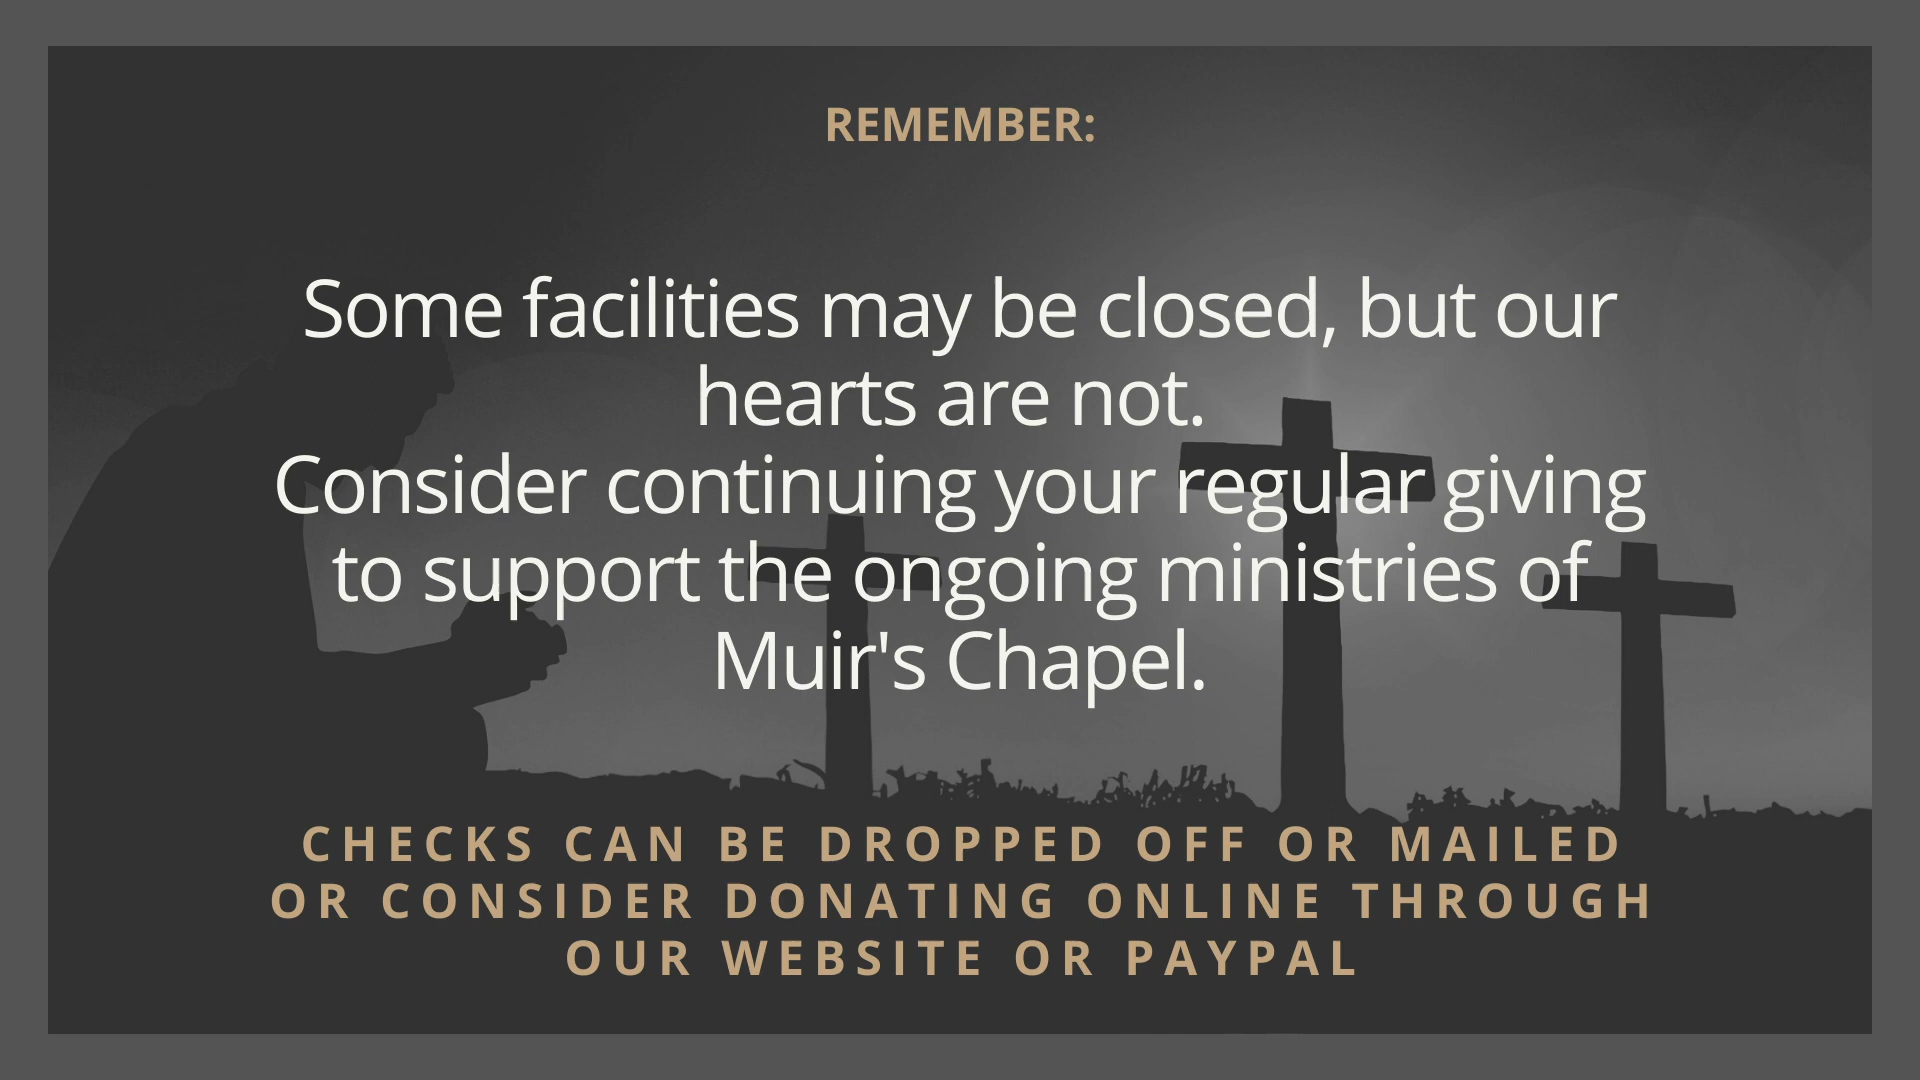 REMEMBER:
Some facilities may be closed, but our
hearts are not.
Consider continuing your regular giving
to support the ongoing ministries of
Muir's Chapel.
CHECKS CAN BE DROPPED OFF OR MAILED
OR CONSIDER DONATING ONLINE THROUGH
OUR WEBSITE OR PAYPAL